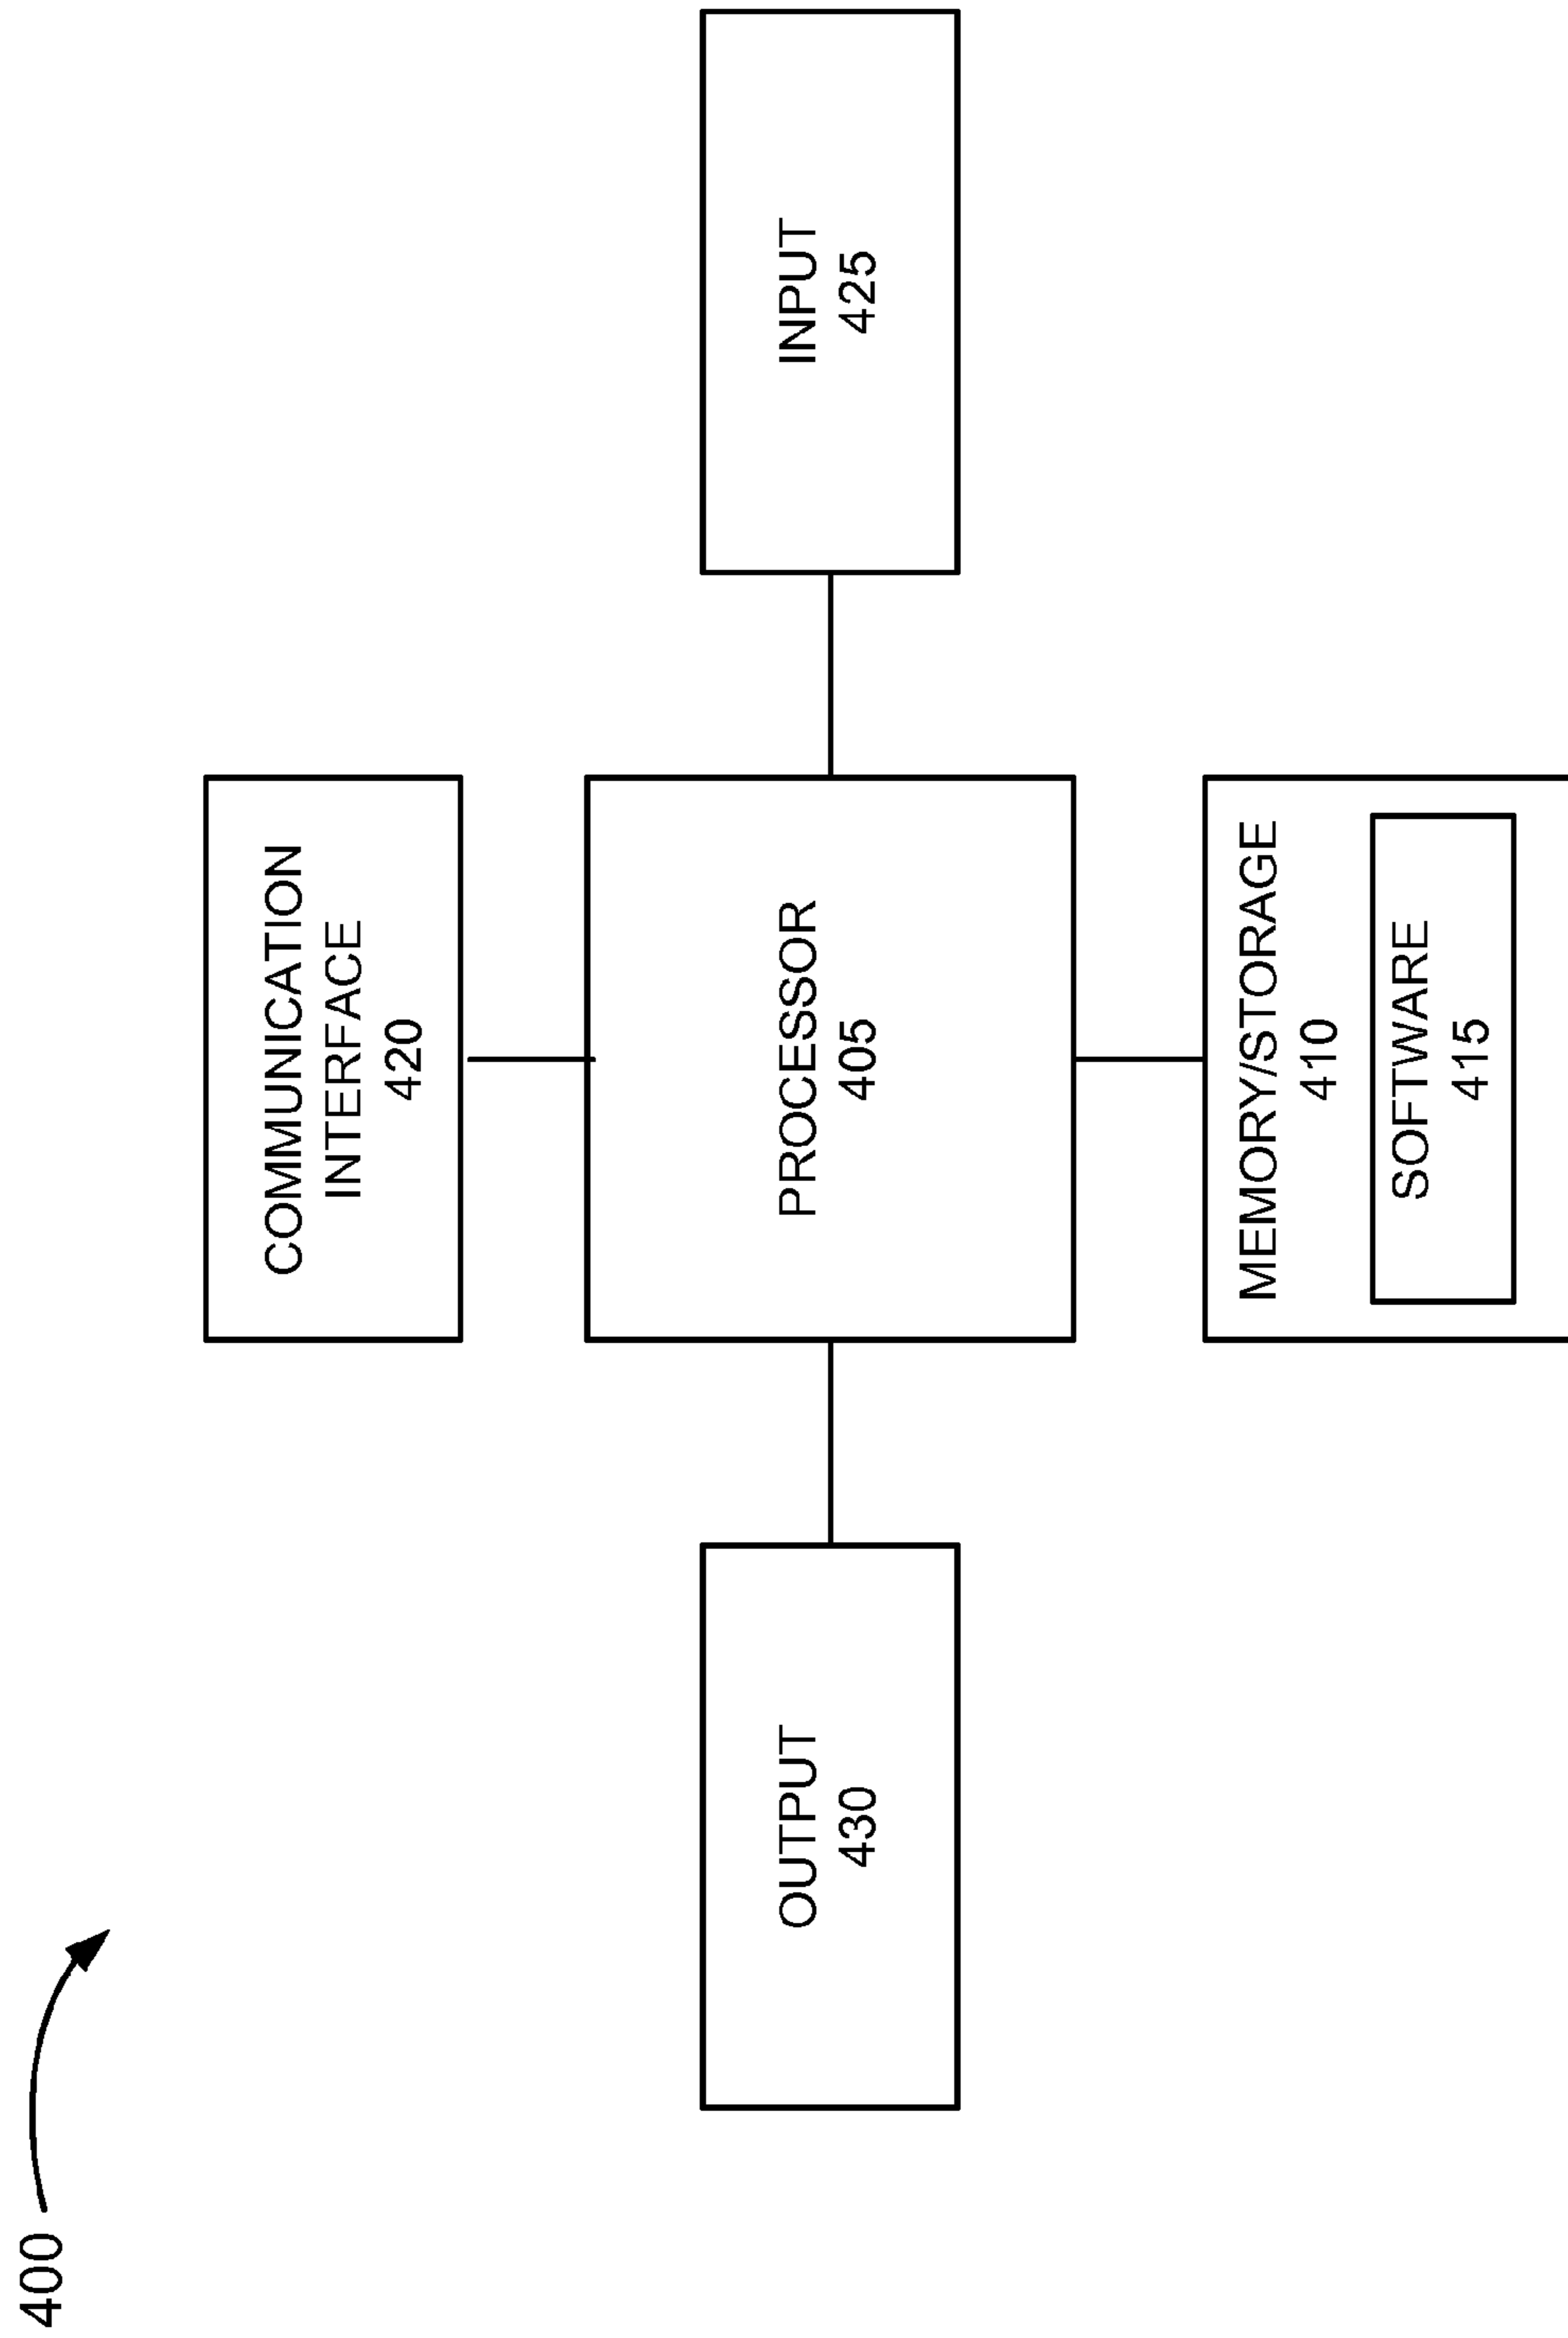 400
COMMUNICATION
INTERFACE
420
OUTPUT
430
PROCESSOR
405
INPUT
425
MEMORY/STORAGE
410
SOFTWARE
415